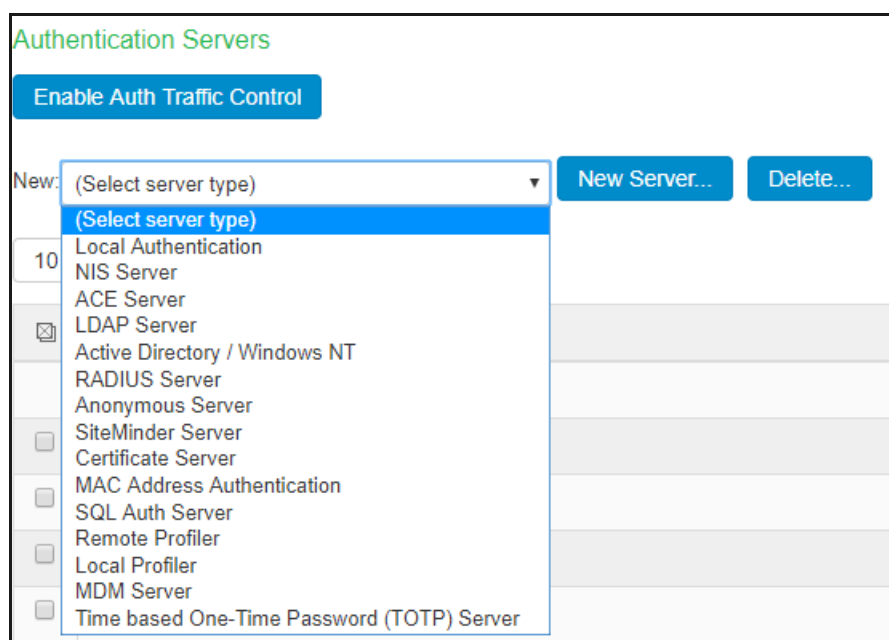 Authentication Servers
Enable Auth Traffic Control
New: (Select server type) New Server... Delete...
(Select server type)
Local Authentication
NIS Server
10
ACE Server
LDAP Server
Active Directory / Windows NT
RADIUS Server
Anonymous Server
SiteMinder Server
Certificate Server
MAC Address Authentication
SQL Auth Server
Remote Profiler
Local Profiler
MDM Server
Time based One-Time Password (TOTP) Server